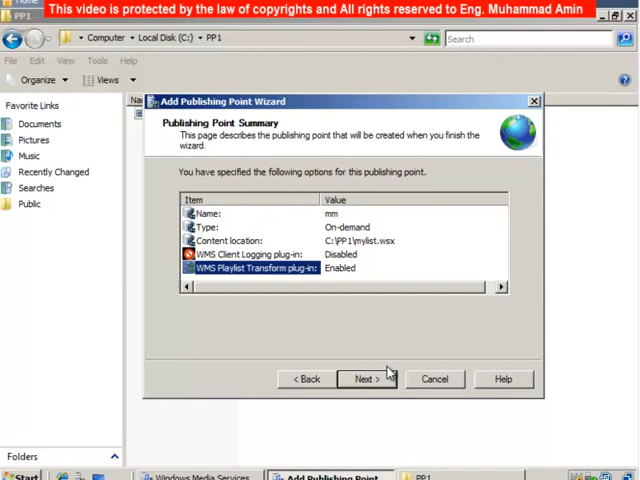 Home
This video is protected by the law of copyrights and All rights reserved to Eng. Muhammad Amin
PP1
Computer Local Disk (C:) PP1 Search
File Edit View Tools Help
Organize Views
Favorite Links
Documents
Pictures
Music
Recently Changed
Searches
Public
Folders
Add Publishing Point Wizard
Publishing Point Summary
This page describes the publishing point that will be created when you finish the
wizard.
You have specified the following options for this publishing point.
Item Value
Name: mm
Type: On-demand
Content location: C:\PP1\mylist.wsx
WMS Client Logging plug-in: Disabled
WMS Playlist Transform plug-in: Enabled
< Back Next > Cancel Help
Start Windows Media Services Add Publishing Point PP1